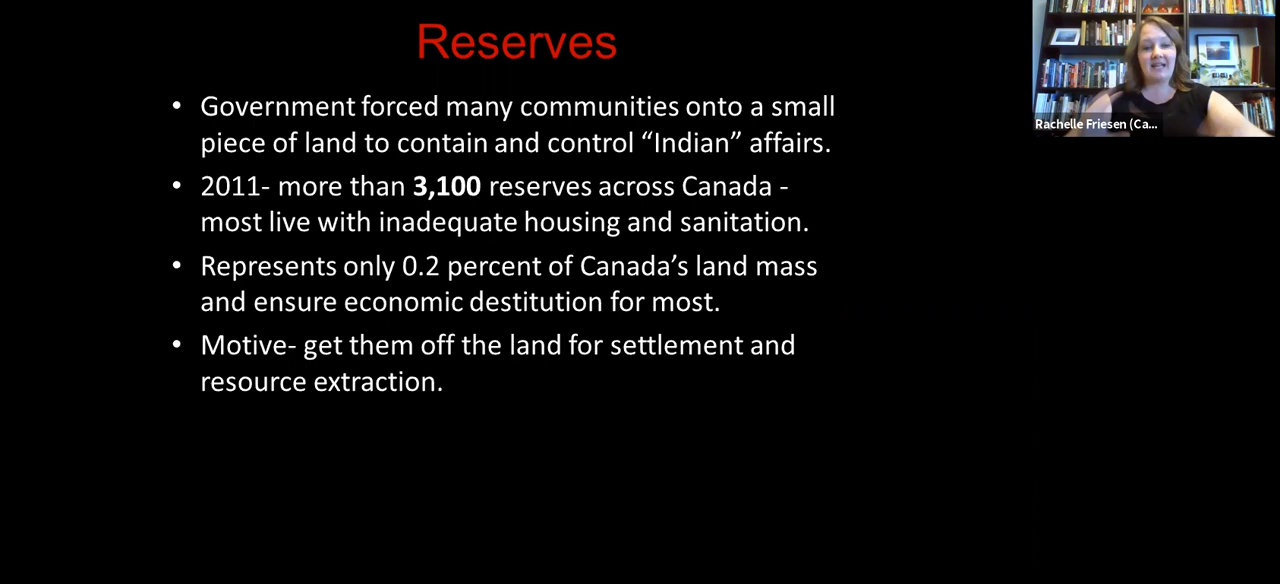 Reserves
• Government forced many communities onto a small
piece of land to contain and control “Indian” affairs.
• 2011- more than 3,100 reserves across Canada -
most live with inadequate housing and sanitation.
• Represents only 0.2 percent of Canada’s land mass
and ensure economic destitution for most.
• Motive- get them off the land for settlement and
resource extraction.
Rachelle Friesen (Ca...